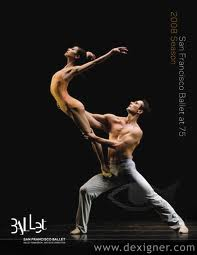 San Francisco Ballet at 75
2008 Season
Ballet
SAN FRANCISCO BALLET
www.dexigner.com